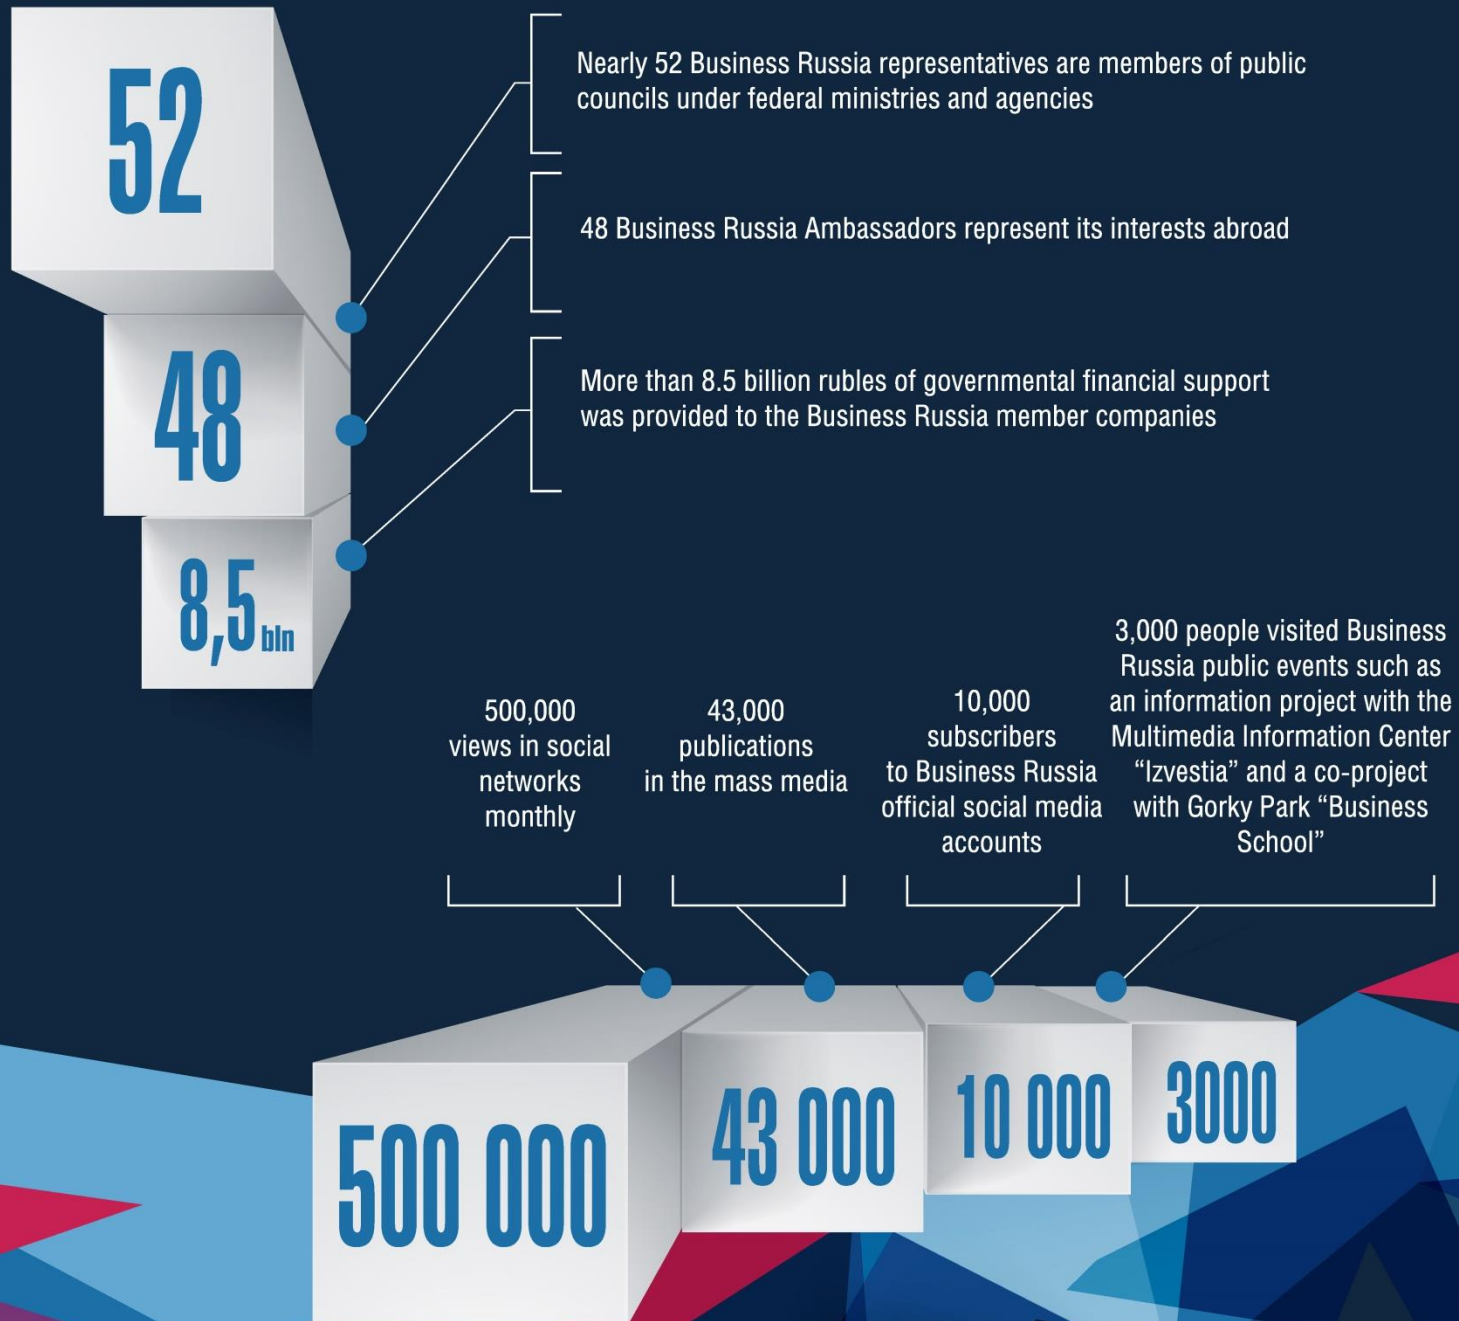 52
Nearly 52 Business Russia representatives are members of public
councils under federal ministries and agencies
48
48 Business Russia Ambassadors represent its interests abroad
8,5 bln
More than 8.5 billion rubles of governmental financial support
was provided to the Business Russia member companies
500,000
views in social
networks
monthly
43,000
publications
in the mass media
10,000
subscribers
to Business Russia
official social media
accounts
3,000 people visited Business
Russia public events such as
an information project with the
Multimedia Information Center
“Izvestia” and a co-project
with Gorky Park “Business
School”
500 000
43 000
10 000
3000